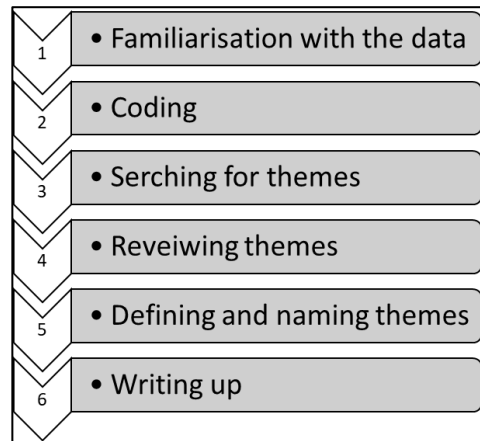 1 • Familiarisation with the data
2 • Coding
3 • Serching for themes
4 • Reveiwing themes
5 • Defining and naming themes
6 • Writing up